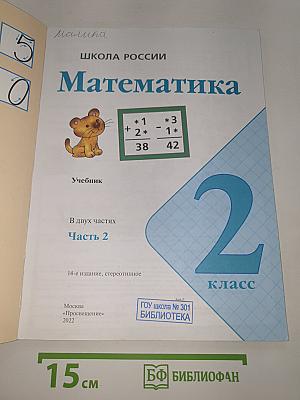 Малина
5
0
ШКОЛА РОССИИ
Математика
+ *1 2* 38
- *3 1* 42
Учебник
В двух частях
Часть 2
2
класс
14-е издание, стереотипное
Москва
«Просвещение»
2022
ГОУ школа № 301
БИБЛИОТЕКА
15 см
БФ БИБЛИОФАН